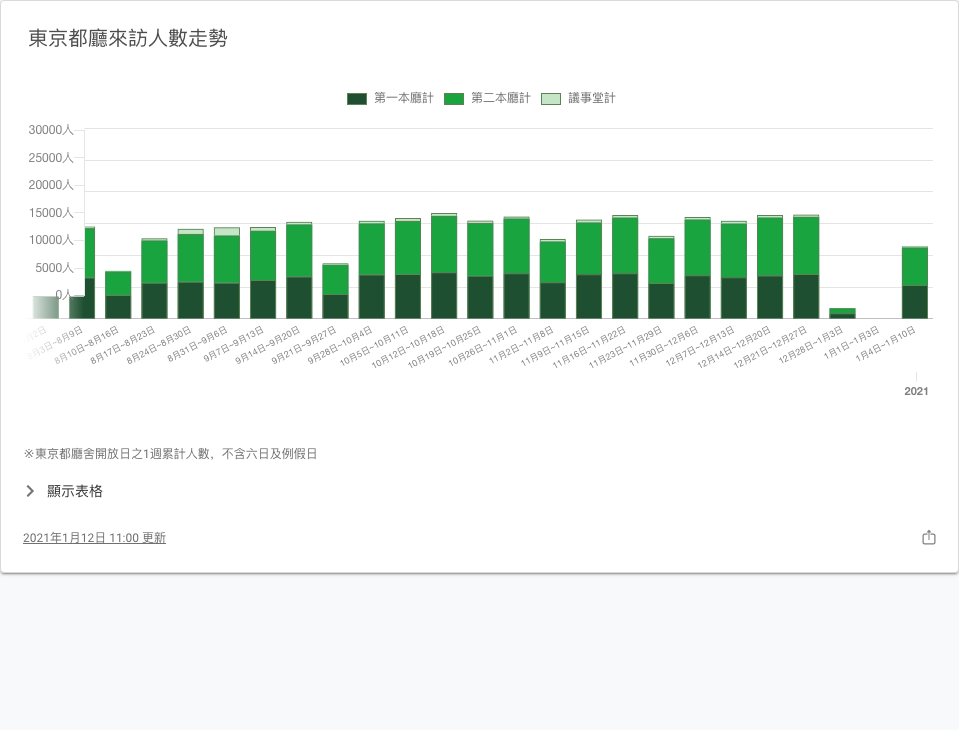 東京都廳來訪人數走勢
第一本廳計 第二本廳計 議事堂計
30000人
25000人
20000人
15000人
10000人
5000人
0人
8月10日~8月16日
8月17日~8月23日
8月24日~8月30日
8月31日~9月6日
9月7日~9月13日
9月14日~9月20日
9月21日~9月27日
9月28日~10月4日
10月5日~10月11日
10月12日~10月18日
10月19日~10月25日
10月26日~11月1日
11月2日~11月8日
11月9日~11月15日
11月16日~11月22日
11月23日~11月29日
11月30日~12月6日
12月7日~12月13日
12月14日~12月20日
12月21日~12月27日
12月28日~1月3日
1月1日~1月3日
1月4日~1月10日
2021
※東京都廳舍開放日之1週累計人數，不含六日及例假日
顯示表格
2021年1月12日 11:00 更新